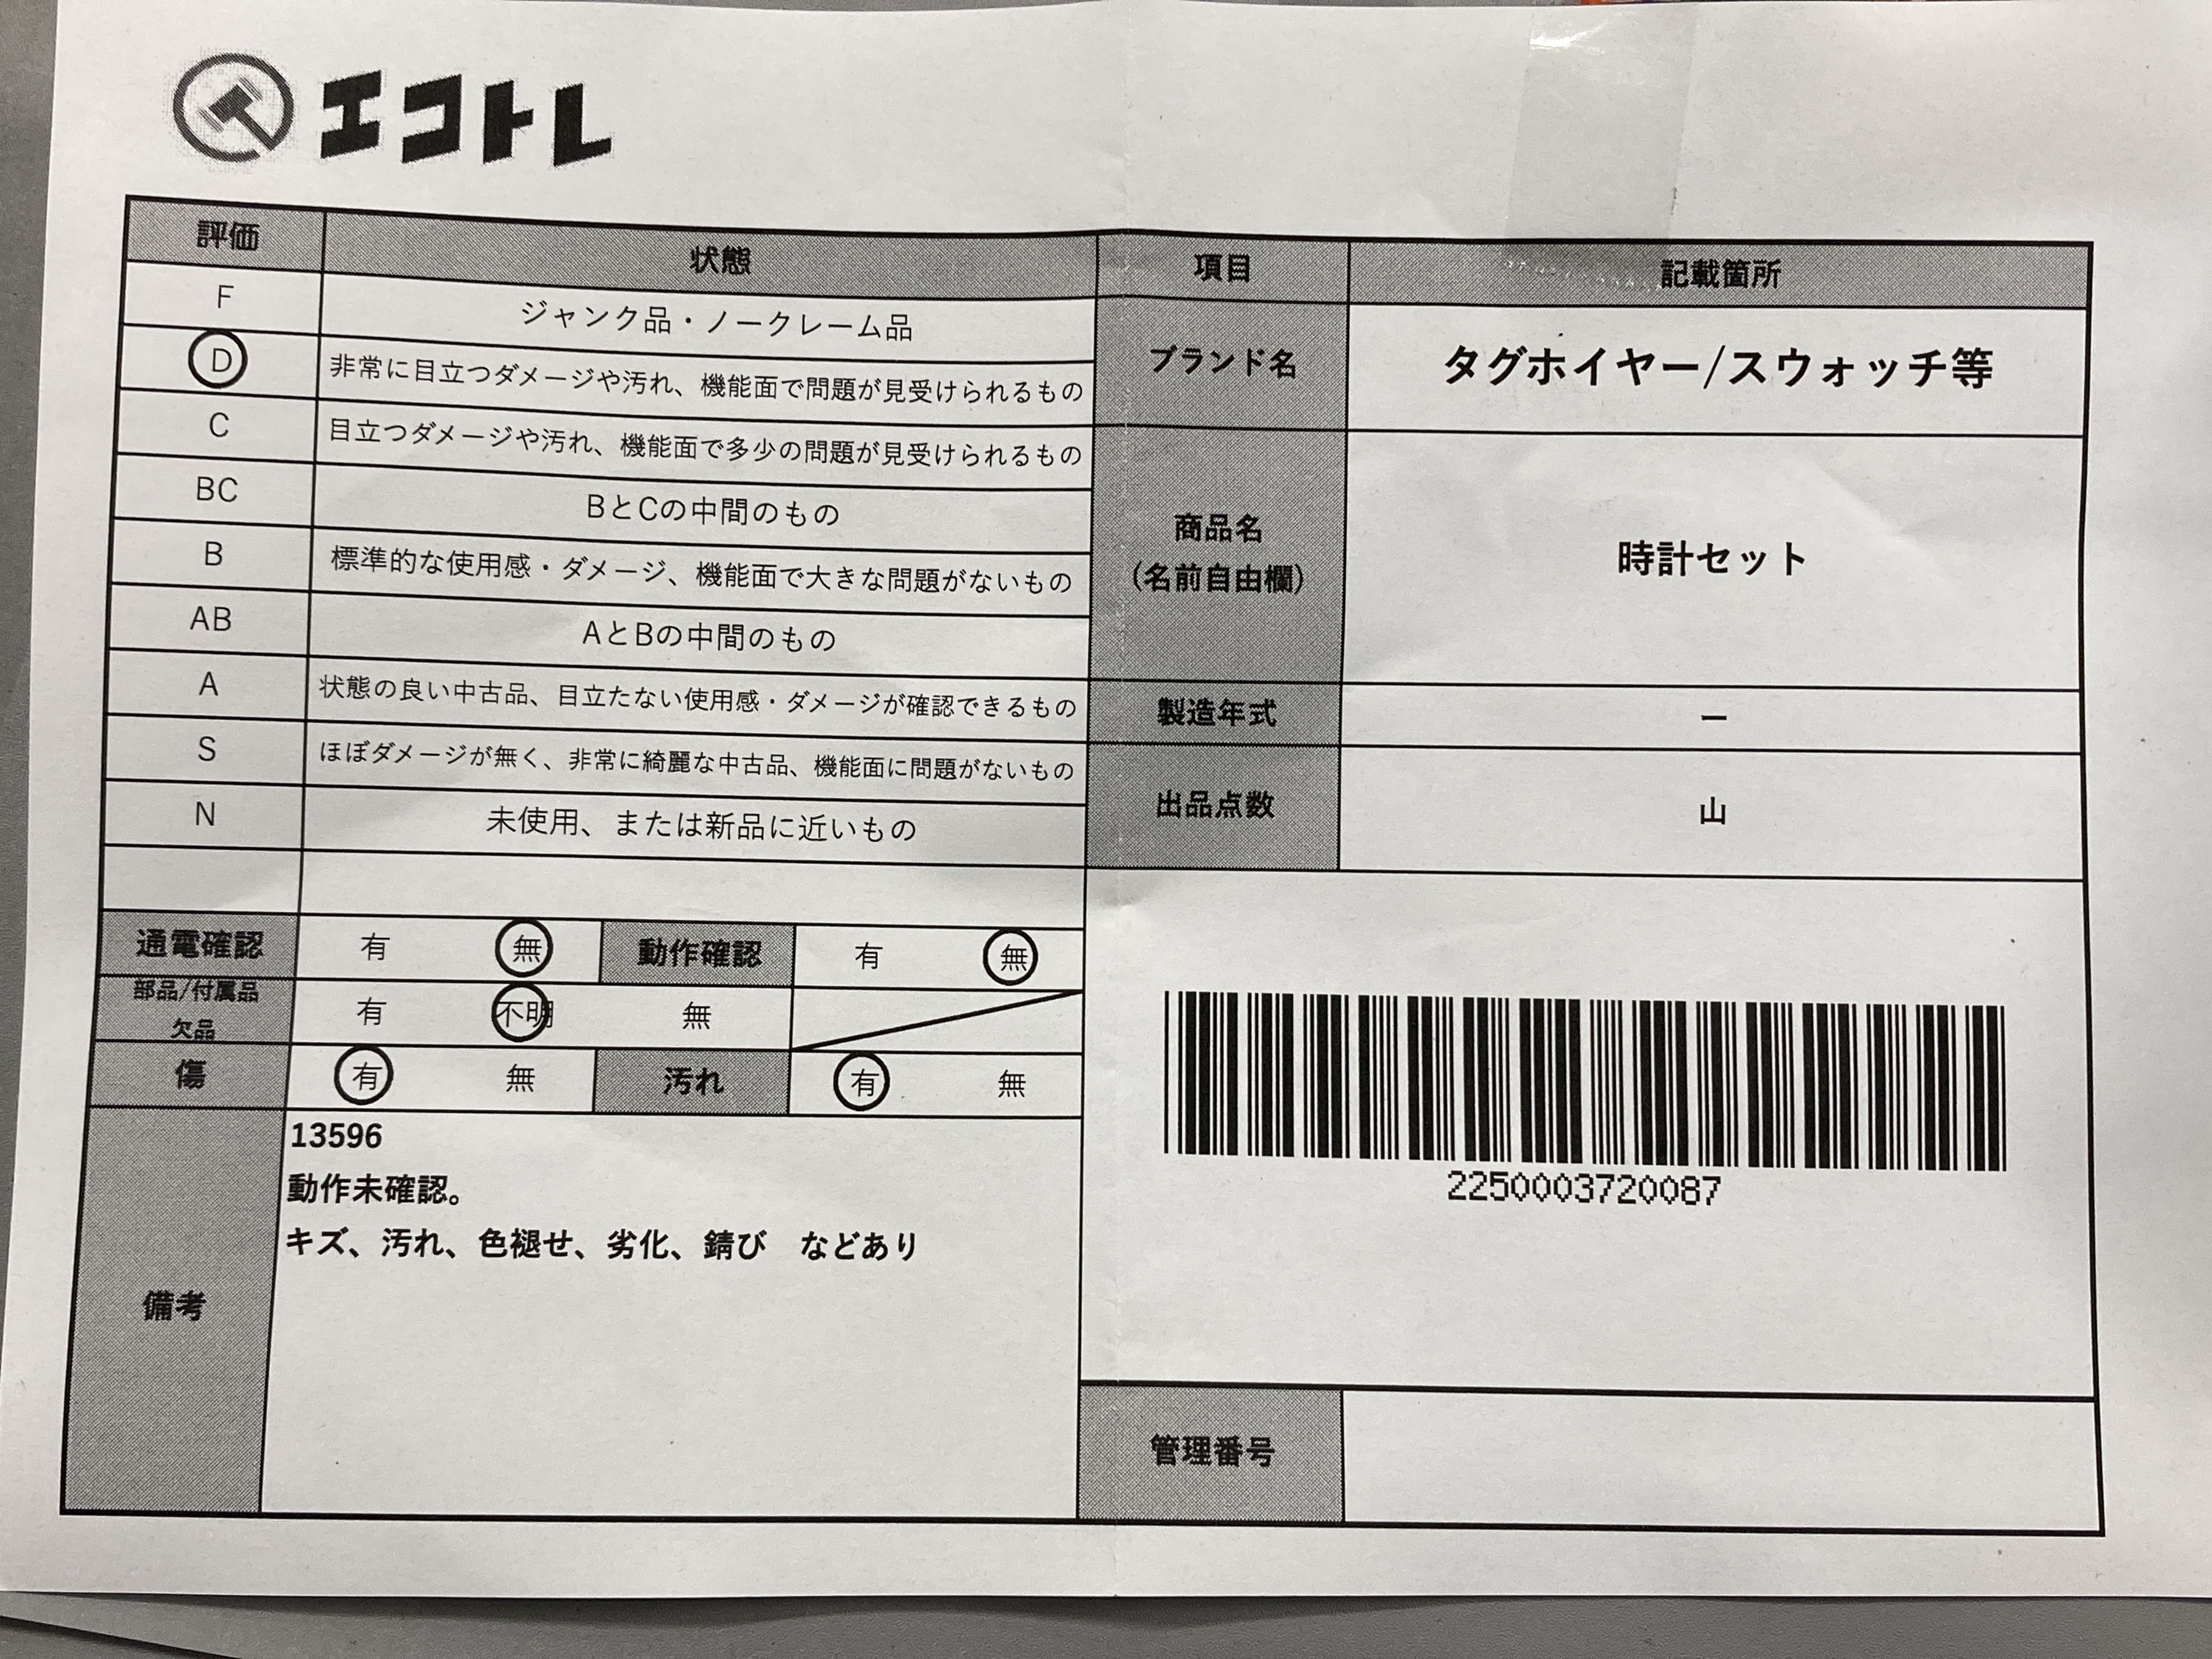 エコトレ
評価 状態
F ジャンク品・ノークレーム品
D 非常に目立つダメージや汚れ、機能面で問題が見受けられるもの
C 目立つダメージや汚れ、機能面で多少の問題が見受けられるもの
BC BとCの中間のもの
B 標準的な使用感・ダメージ、機能面で大きな問題がないもの
AB AとBの中間のもの
A 状態の良い中古品、目立たない使用感・ダメージが確認できるもの
S ほぼダメージが無く、非常に綺麗な中古品、機能面に問題がないもの
N 未使用、または新品に近いもの
通電確認 有 無 動作確認 有 無
部品/付属品
欠品
有 不明 無
傷 有 無 汚れ 有 無
備考
13596
動作未確認。
キズ、汚れ、色褪せ、劣化、錆び　などあり
項目 記載箇所
ブランド名 タグホイヤー/スウォッチ等
商品名
(名前自由欄)
時計セット
製造年式 ー
出品点数 山
2250003720087
管理番号